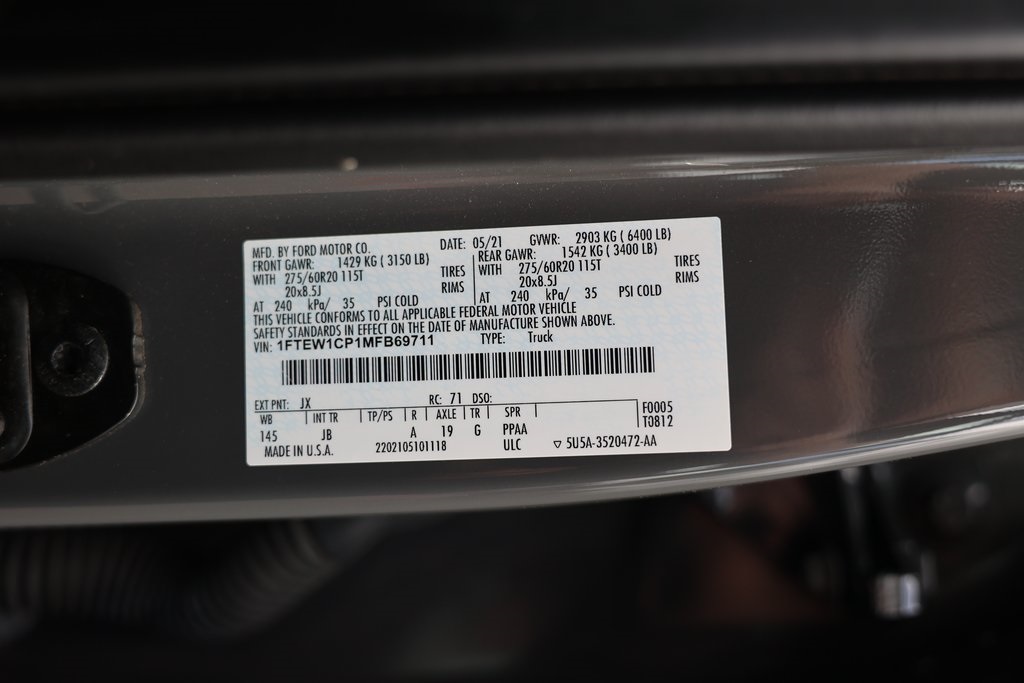 MFD. BY FORD MOTOR CO. DATE: 05/21 GVWR: 2903 KG ( 6400 LB)
FRONT GAWR: 1429 KG ( 3150 LB) REAR GAWR: 1542 KG ( 3400 LB)
WITH 275/60R20 115T TIRES WITH 275/60R20 115T TIRES
20x8.5J RIMS 20x8.5J RIMS
AT 240 kPa/ 35 PSI COLD AT 240 kPa/ 35 PSI COLD
THIS VEHICLE CONFORMS TO ALL APPLICABLE FEDERAL MOTOR VEHICLE
SAFETY STANDARDS IN EFFECT ON THE DATE OF MANUFACTURE SHOWN ABOVE.
VIN: 1FTEW1CP1MFB69711 TYPE: Truck
EXT PNT: JX RC: 71 DSO:
WB INT TR TP/PS R AXLE TR SPR F0005
145 JB A 19 G PPAA T0812
MADE IN U.S.A. 2202105101118 ULC ▽ 5U5A-3520472-AA